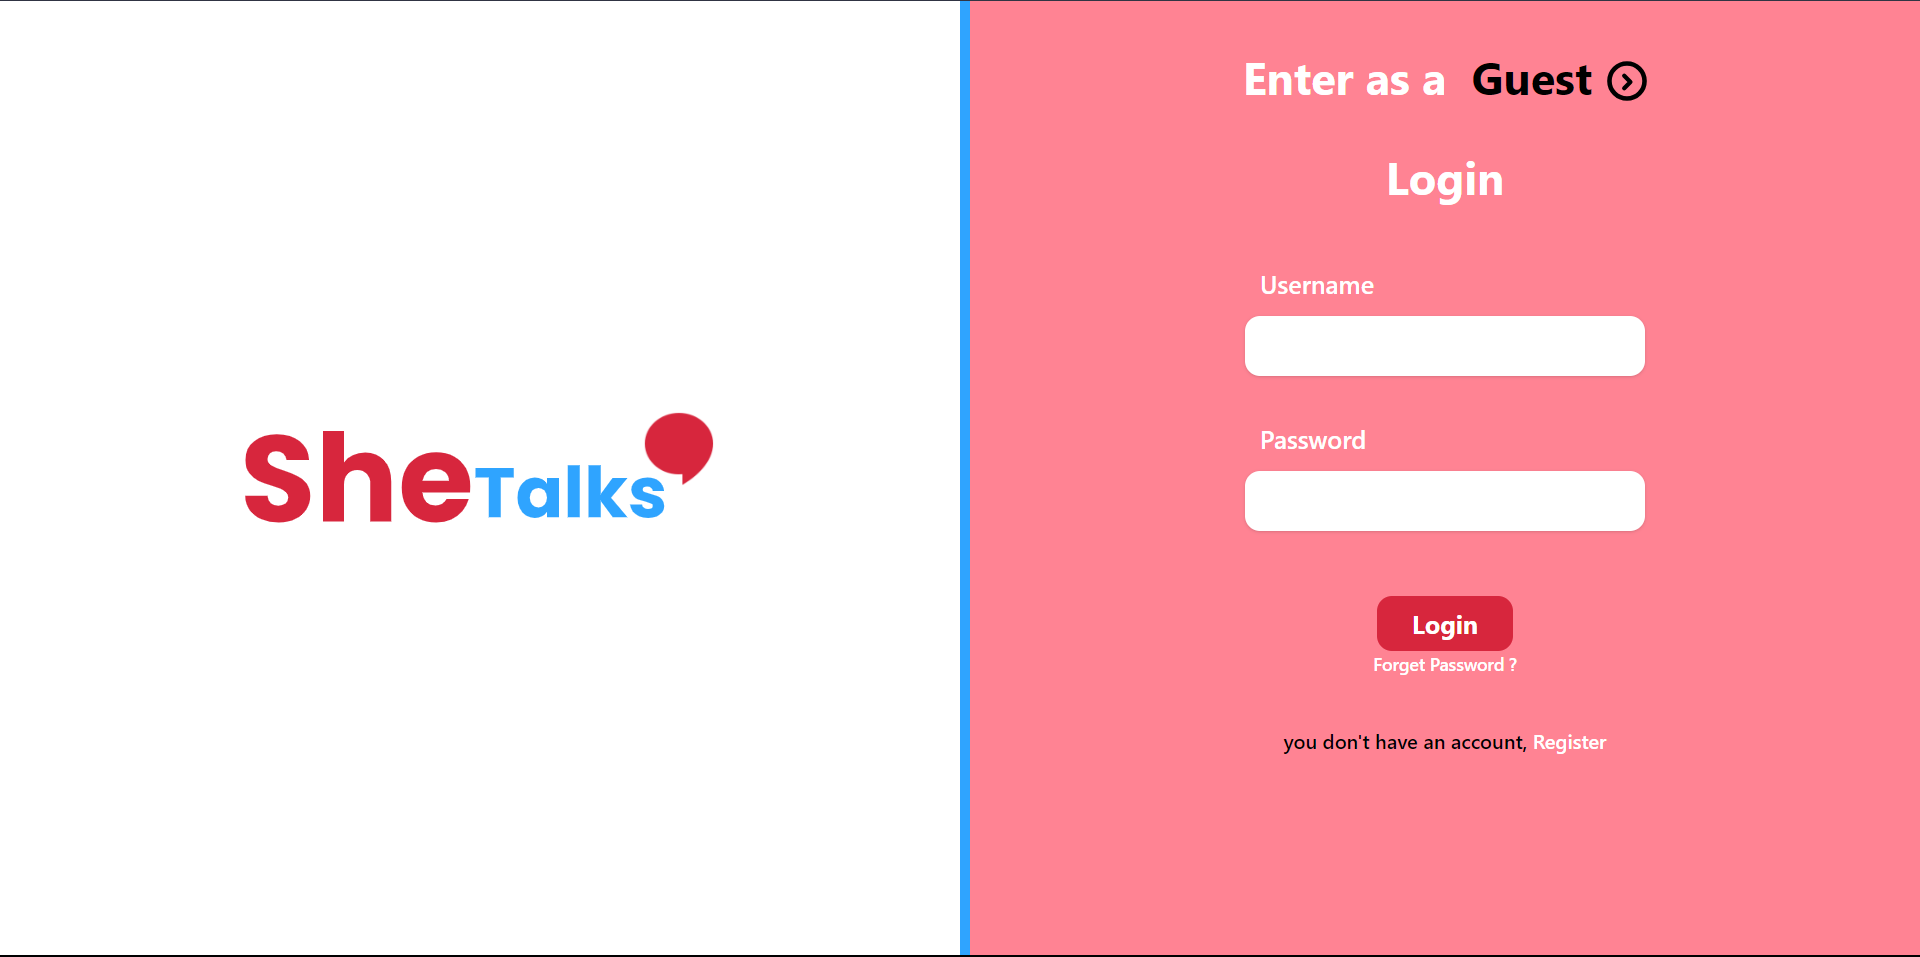 SheTalks
Enter as a Guest
Login
Username
Password
Login
Forget Password ?
you don't have an account, Register